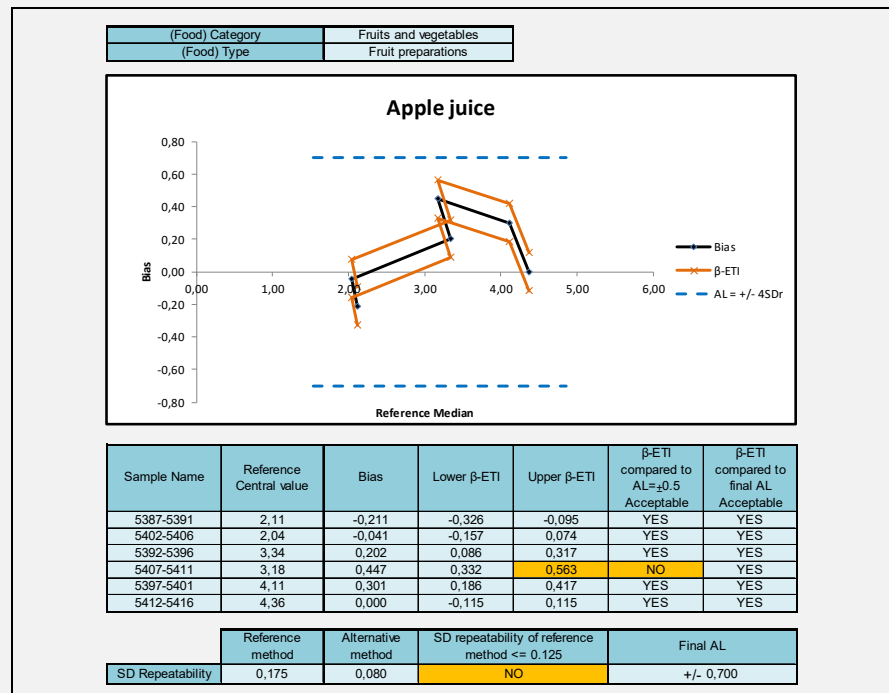 (Food) Category Fruits and vegetables
(Food) Type Fruit preparations
Apple juice
0,80
0,60
0,40
0,20
0,00
-0,20
-0,40
-0,60
-0,80
0,00 1,00 2,00 3,00 4,00 5,00 6,00
Bias
Reference Median
Bias
β-ETI
AL = +/- 4SDr
Sample Name Reference Central value Bias Lower β-ETI Upper β-ETI β-ETI compared to AL=±0.5 Acceptable β-ETI compared to final AL Acceptable
5387-5391 2,11 -0,211 -0,326 -0,095 YES YES
5402-5406 2,04 -0,041 -0,157 0,074 YES YES
5392-5396 3,34 0,202 0,086 0,317 YES YES
5407-5411 3,18 0,447 0,332 0,563 NO YES
5397-5401 4,11 0,301 0,186 0,417 YES YES
5412-5416 4,36 0,000 -0,115 0,115 YES YES
Reference method Alternative method SD repeatability of reference method <= 0.125 Final AL
SD Repeatability 0,175 0,080 NO +/- 0,700